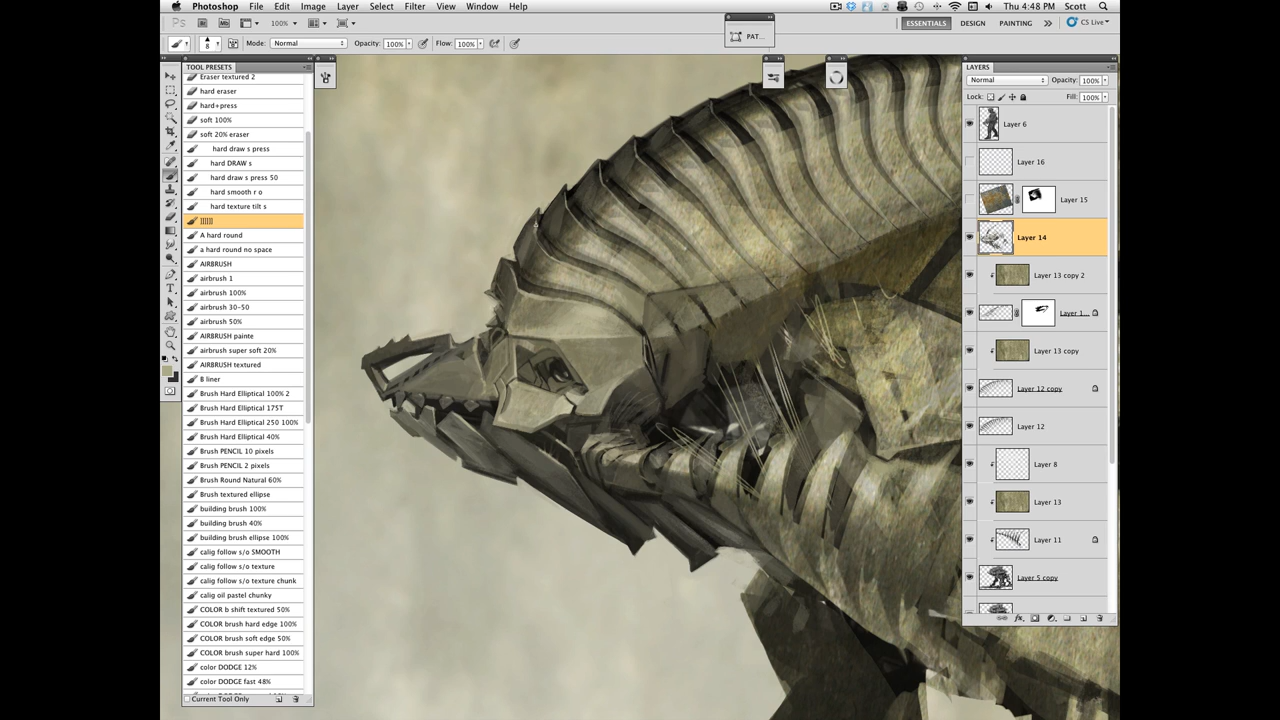 Photoshop File Edit Image Layer Select Filter Analysis View Window Help
Thu 4:48 PM Scott
Ps Br Mb 100%
ESSENTIALS DESIGN PAINTING CS Live
8 Mode: Normal Opacity: 100% Flow: 100%
PAT...
TOOL PRESETS
Eraser textured 2
hard eraser
hard+press
soft 100%
soft 20% eraser
hard draw s press
hard DRAW s
hard draw s press 50
hard smooth r o
hard texture tilt s
]]]]]]]
A hard round
a hard round no space
AIRBRUSH
airbrush 1
airbrush 100%
airbrush 30-50
airbrush 50%
AIRBRUSH painte
airbrush super soft 20%
AIRBRUSH textured
B liner
Brush Hard Elliptical 100% 2
Brush Hard Elliptical 175T
Brush Hard Elliptical 250 100%
Brush Hard Elliptical 40%
Brush PENCIL 10 pixels
Brush PENCIL 2 pixels
Brush Round Natural 60%
Brush textured ellipse
building brush 100%
building brush 40%
building brush ellipse 100%
calig follow s/o SMOOTH
calig follow s/o texture
calig follow s/o texture chunk
calig oil pastel chunky
COLOR b shift textured 50%
COLOR brush hard edge 100%
COLOR brush soft edge 50%
COLOR brush super hard 100%
color DODGE 12%
color DODGE fast 48%
Current Tool Only
LAYERS
Normal Opacity: 100%
Lock: Fill: 100%
Layer 6
Layer 16
Layer 15
Layer 14
Layer 13 copy 2
Layer 1...
Layer 13 copy
Layer 12 copy
Layer 12
Layer 8
Layer 13
Layer 11
Layer 5 copy